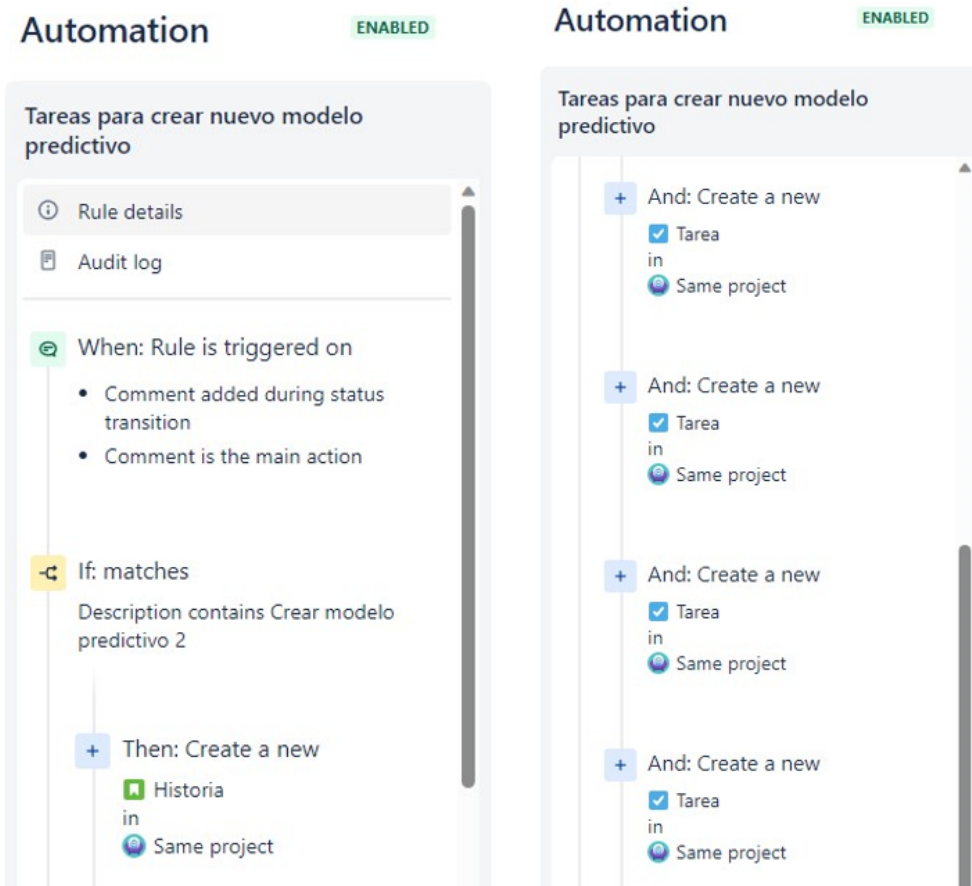 Automation
ENABLED
Tareas para crear nuevo modelo
predictivo
Rule details
Audit log
When: Rule is triggered on
• Comment added during status
transition
• Comment is the main action
If: matches
Description contains Crear modelo
predictivo 2
Then: Create a new
Historia
in
Same project
Automation
ENABLED
Tareas para crear nuevo modelo
predictivo
And: Create a new
Tarea
in
Same project
And: Create a new
Tarea
in
Same project
And: Create a new
Tarea
in
Same project
And: Create a new
Tarea
in
Same project